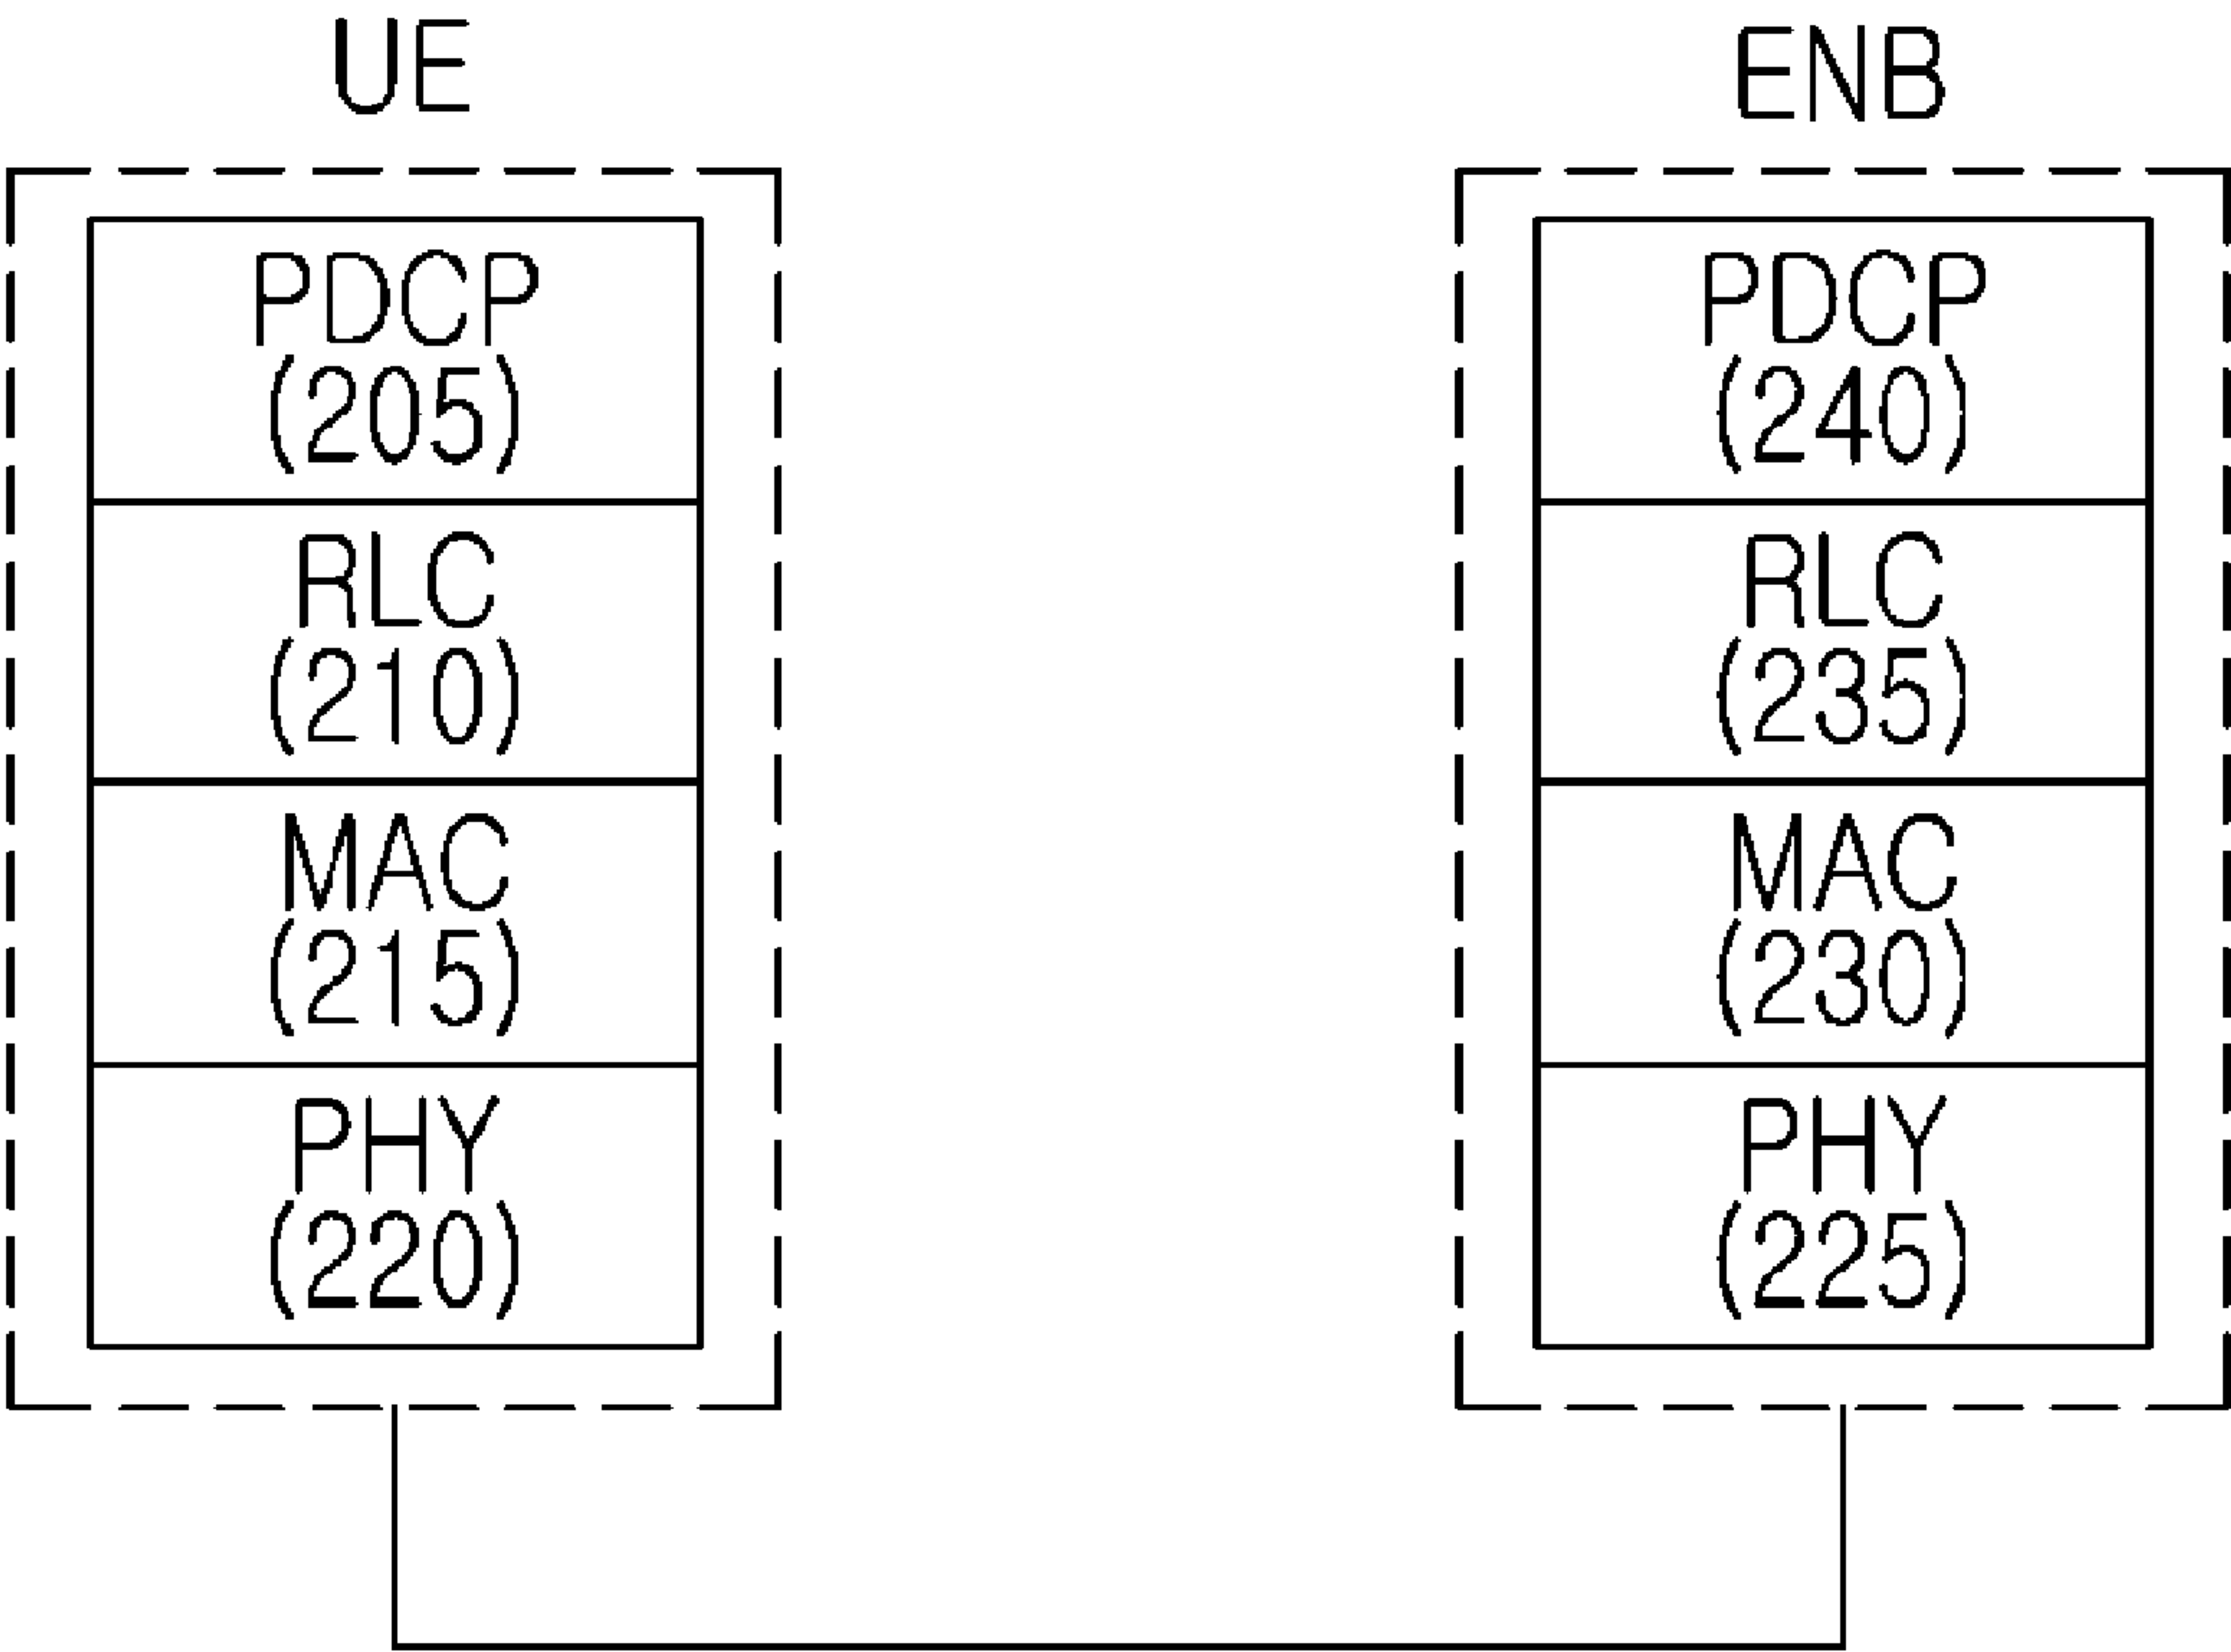 UE
PDCP
(205)
RLC
(210)
MAC
(215)
PHY
(220)
ENB
PDCP
(240)
RLC
(235)
MAC
(230)
PHY
(225)